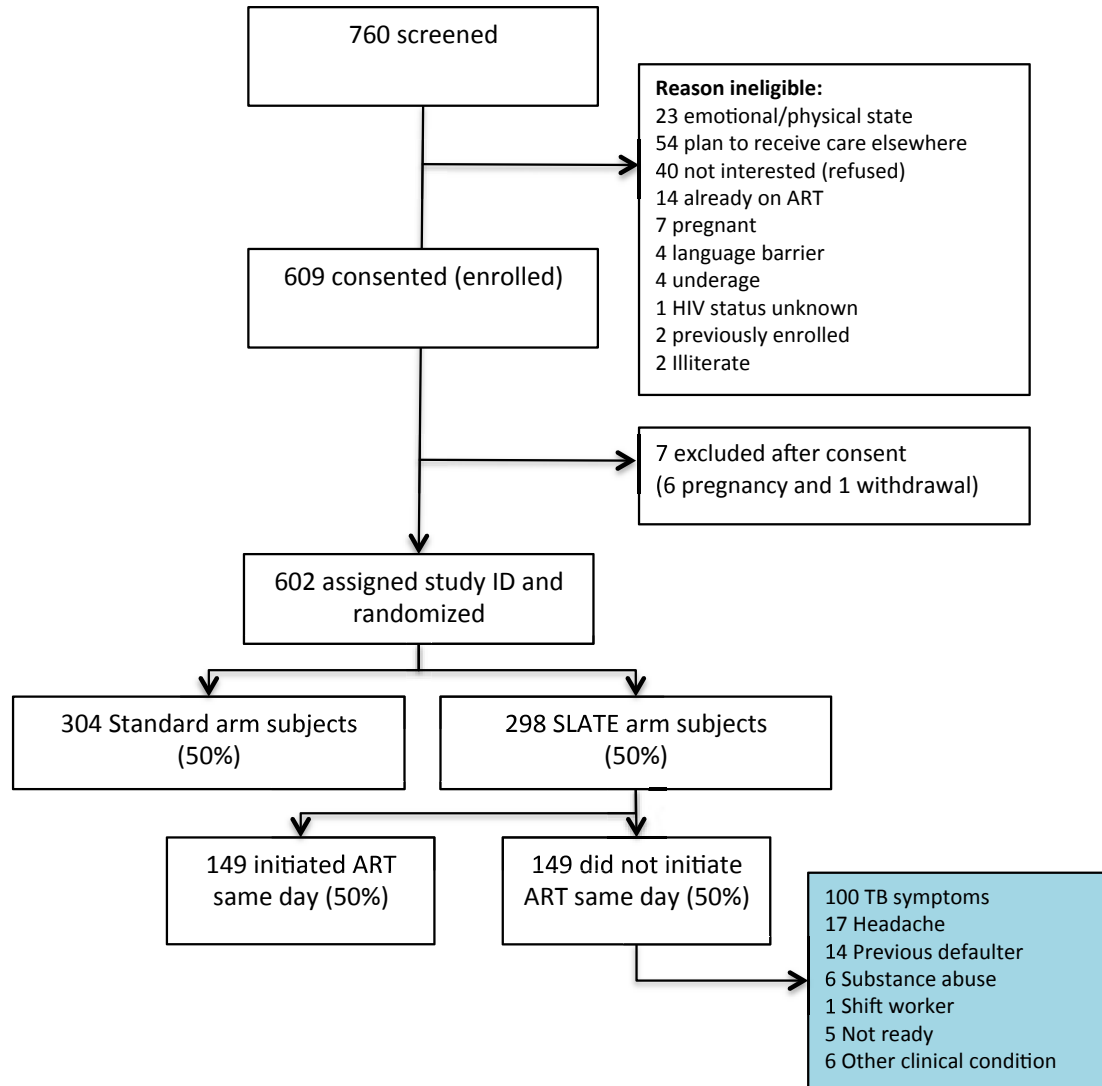 760 screened
Reason ineligible:
23 emotional/physical state
54 plan to receive care elsewhere
40 not interested (refused)
14 already on ART
7 pregnant
4 language barrier
4 underage
1 HIV status unknown
2 previously enrolled
2 Illiterate
609 consented (enrolled)
7 excluded after consent
(6 pregnancy and 1 withdrawal)
602 assigned study ID and
randomized
304 Standard arm subjects
(50%)
298 SLATE arm subjects
(50%)
149 initiated ART
same day (50%)
149 did not initiate
ART same day (50%)
100 TB symptoms
17 Headache
14 Previous defaulter
6 Substance abuse
1 Shift worker
5 Not ready
6 Other clinical condition